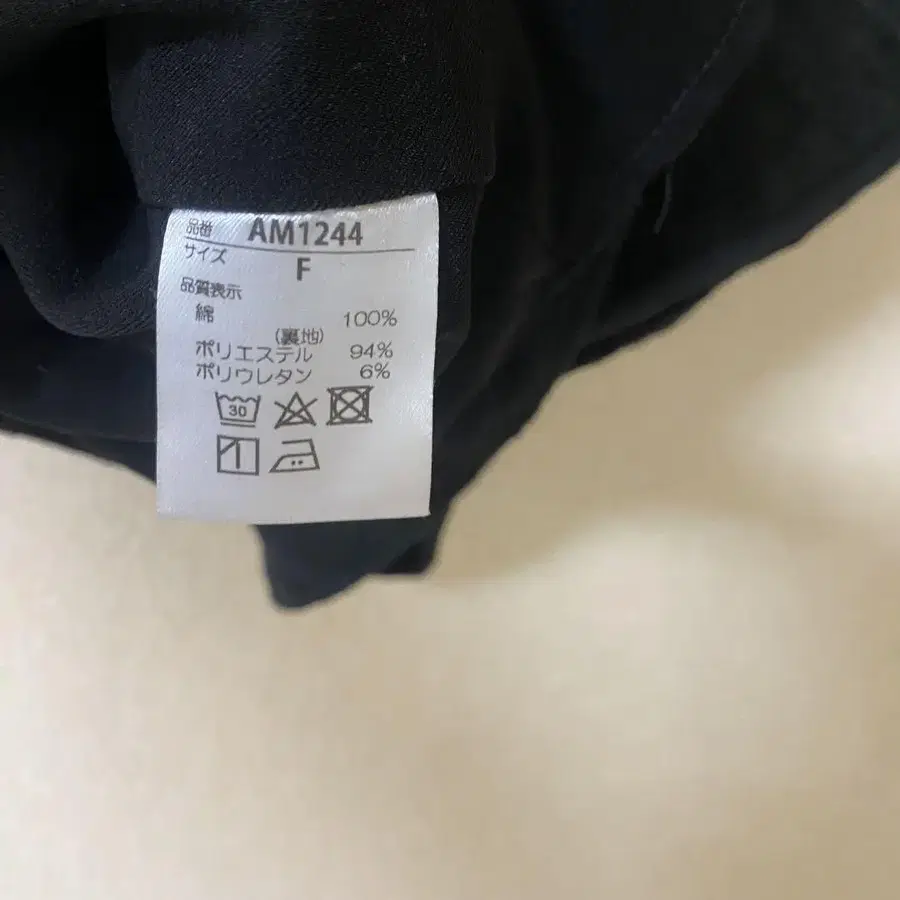 品番 AM1244
サイズ F
品質表示
綿 100%
(裏地)
ポリエステル 94%
ポリウレタン 6%
30